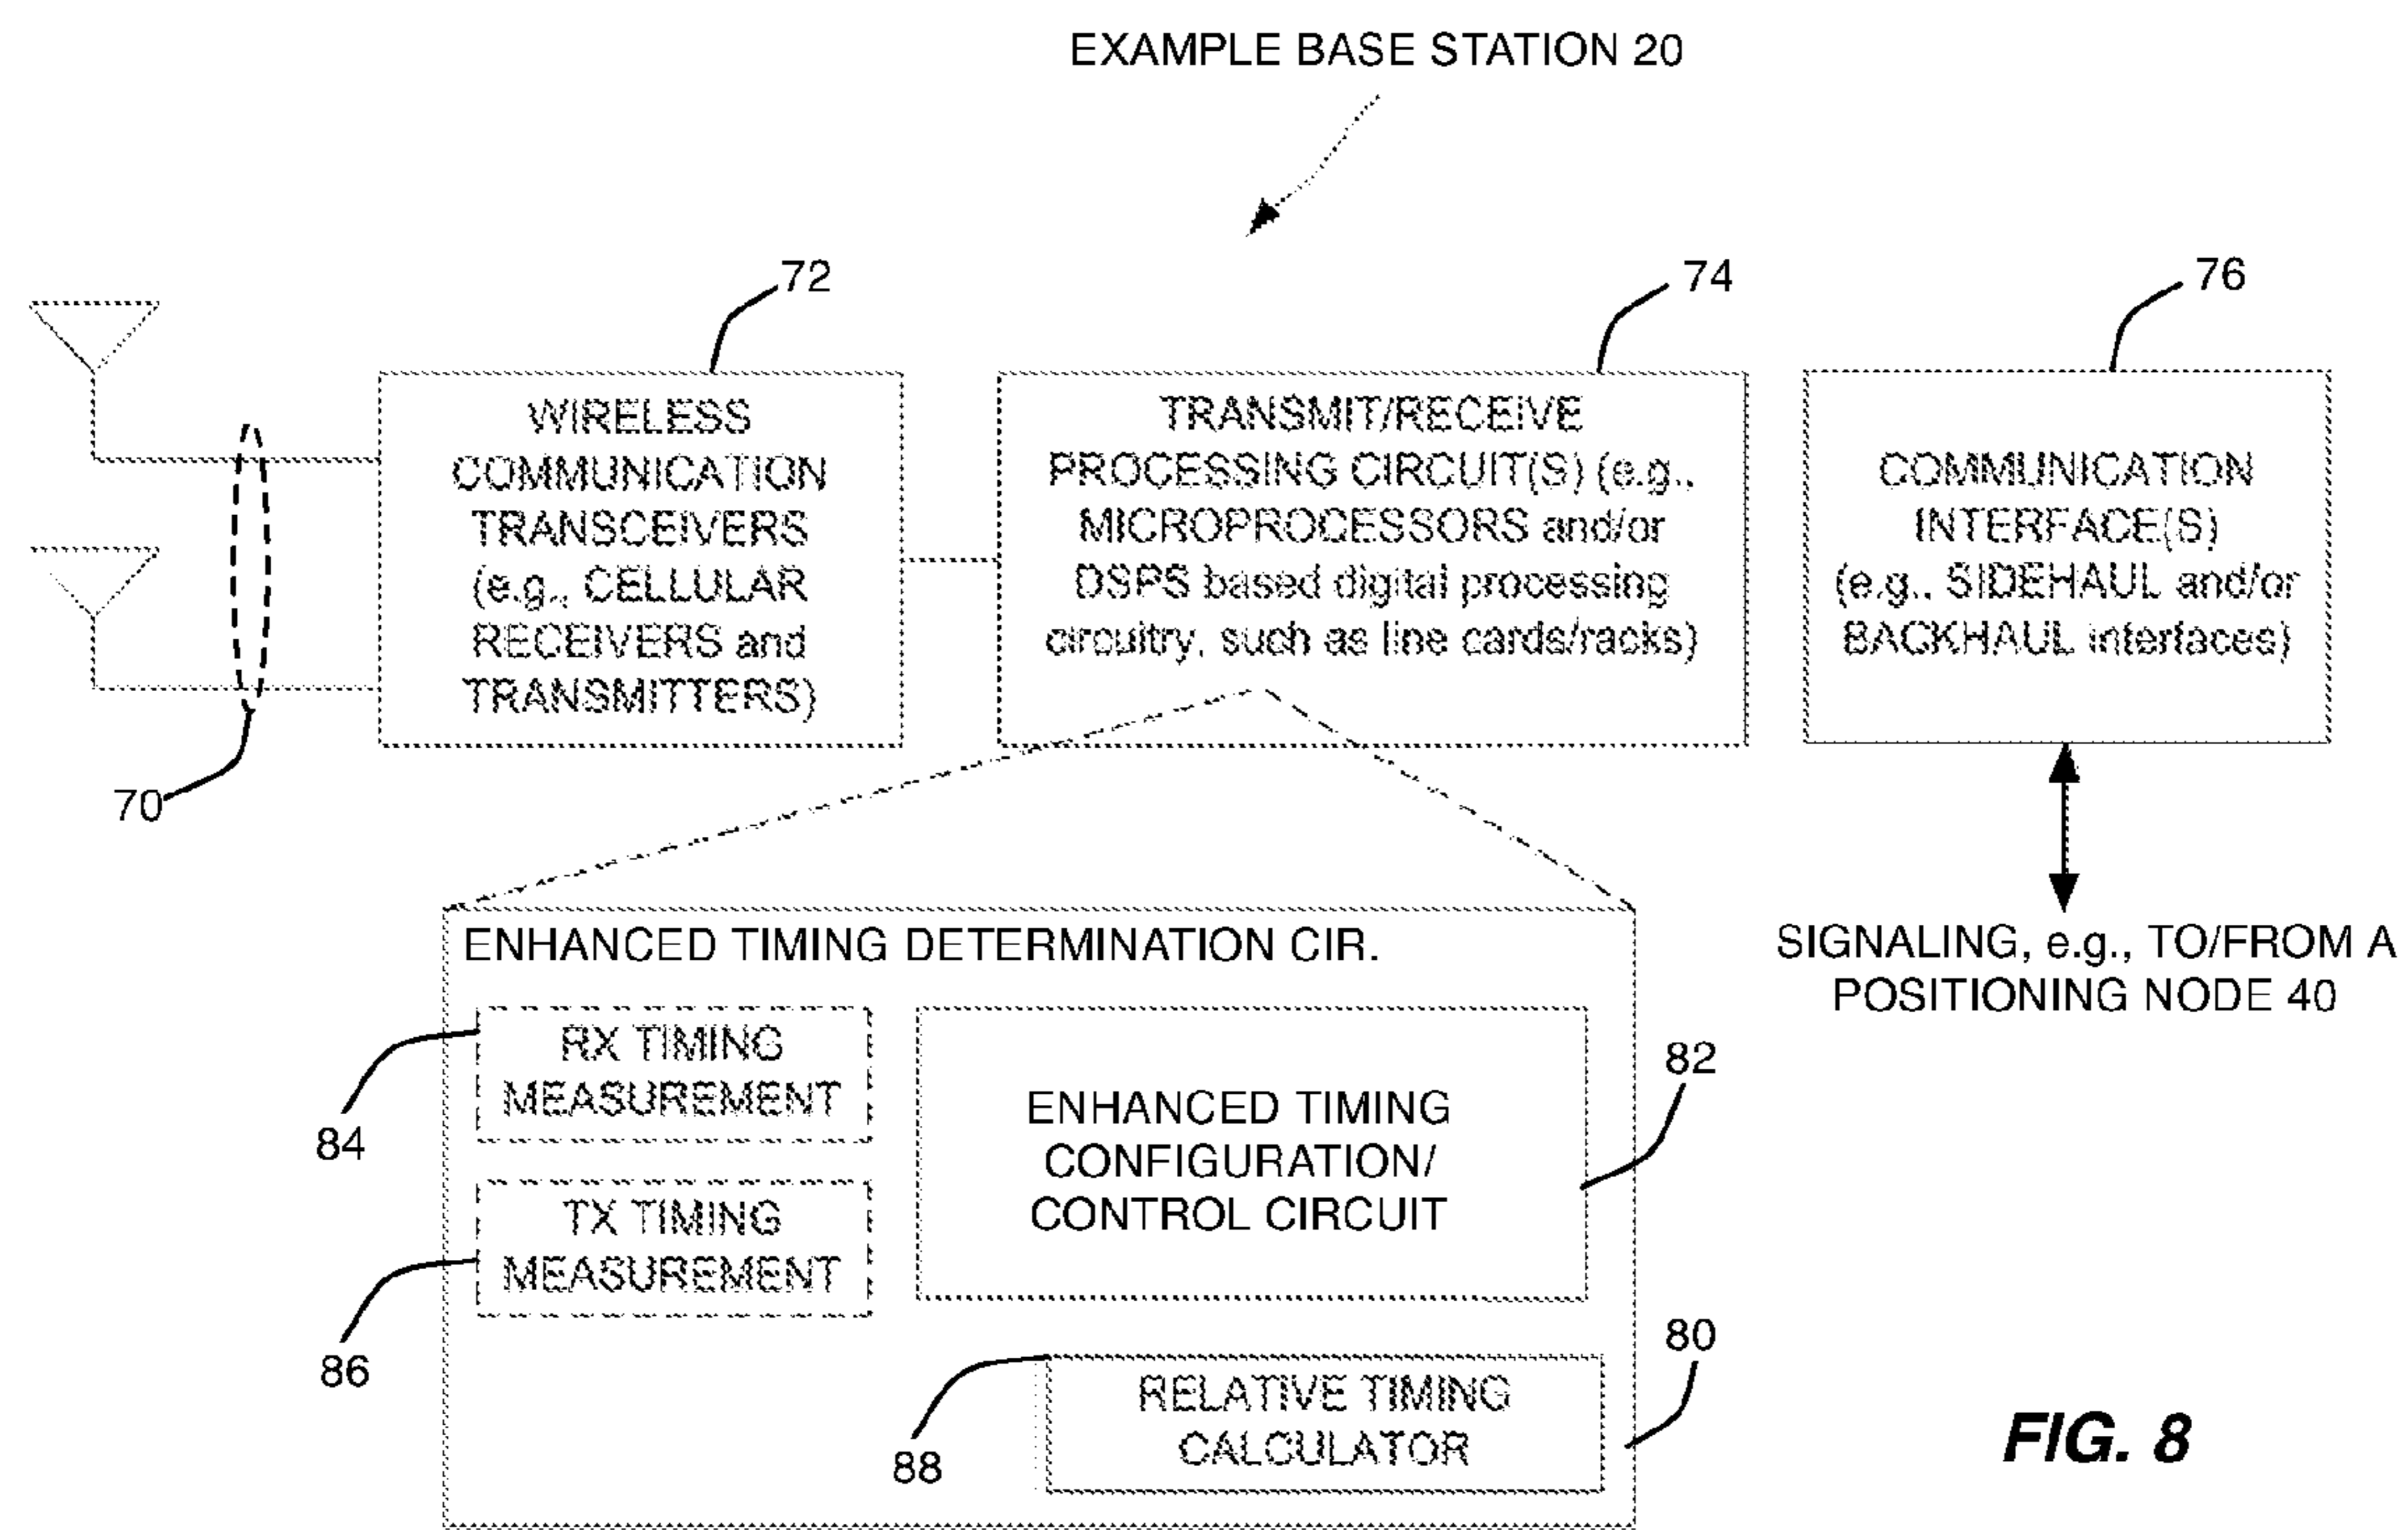 EXAMPLE BASE STATION 20
72
74
76
WIRELESS
COMMUNICATION
TRANSCEIVERS
(e.g., CELLULAR
RECEIVERS and
TRANSMITTERS)
TRANSMIT/RECEIVE
PROCESSING CIRCUIT(S) (e.g.,
MICROPROCESSORS and/or
DSPS based digital processing
circuitry, such as line cards/racks)
COMMUNICATION
INTERFACE(S)
(e.g., SIDEHAUL and/or
BACKHAUL interfaces)
70
SIGNALING, e.g., TO/FROM A
POSITIONING NODE 40
ENHANCED TIMING DETERMINATION CIR.
RX TIMING
MEASUREMENT
84
TX TIMING
MEASUREMENT
86
ENHANCED TIMING
CONFIGURATION/
CONTROL CIRCUIT
82
RELATIVE TIMING
CALCULATOR
88
80
FIG. 8